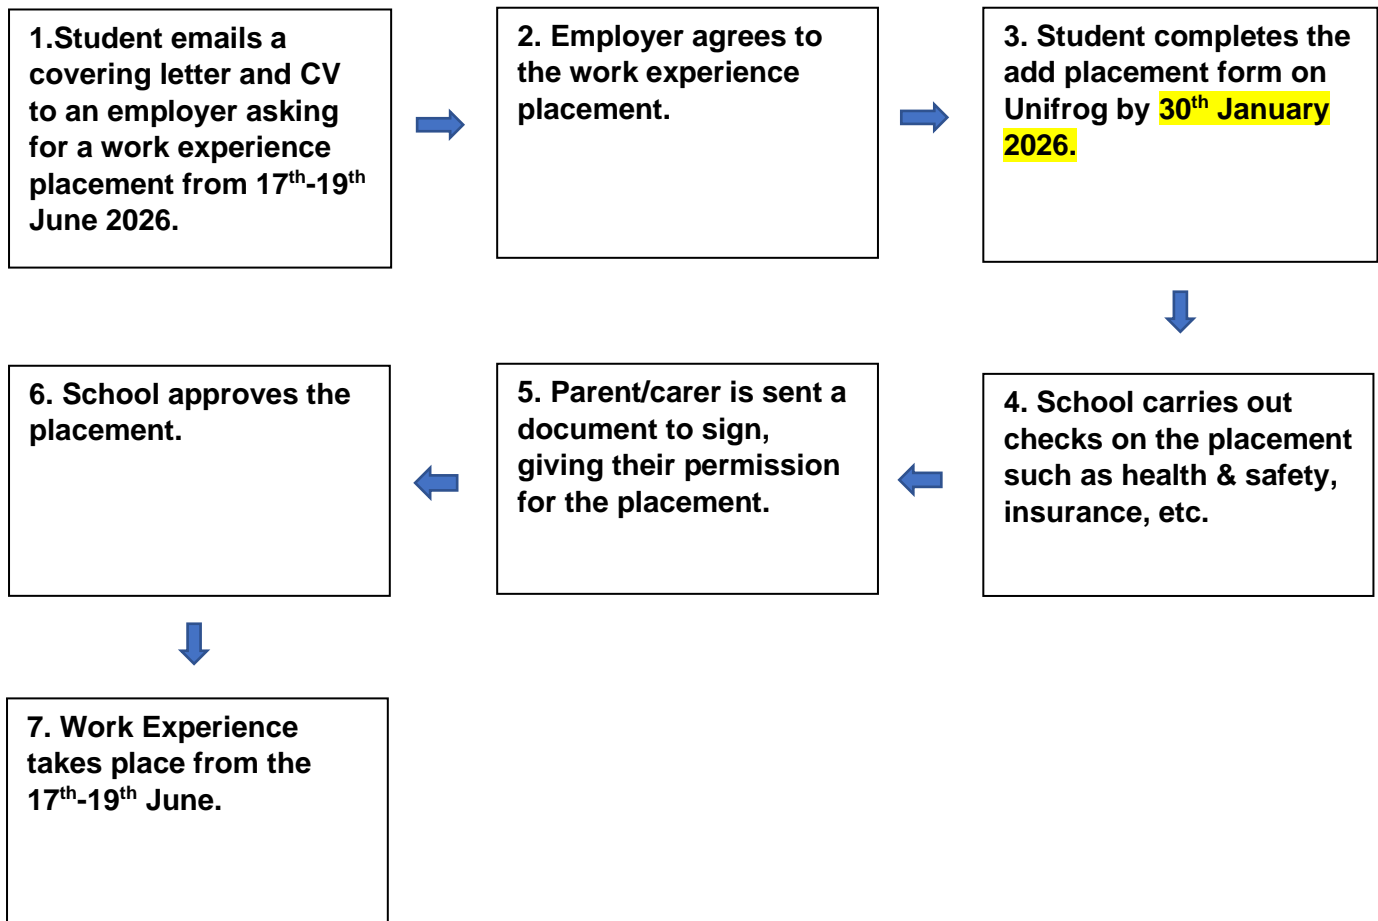 1.Student emails a
covering letter and CV
to an employer asking
for a work experience
placement from 17th-19th
June 2026.
2. Employer agrees to
the work experience
placement.
3. Student completes the
add placement form on
Unifrog by 30th January
2026.
4. School carries out
checks on the placement
such as health & safety,
insurance, etc.
5. Parent/carer is sent a
document to sign,
giving their permission
for the placement.
6. School approves the
placement.
7. Work Experience
takes place from the
17th-19th June.